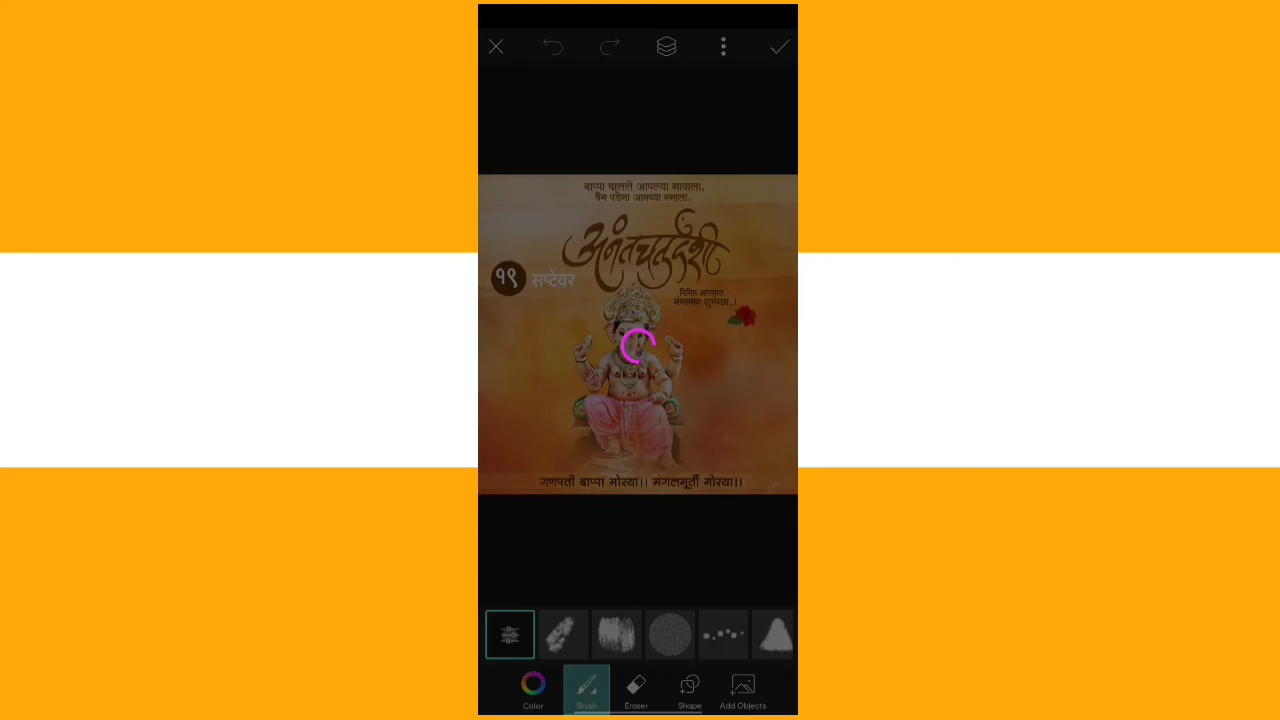 बाप्पा चालले आपल्या गावाला,
चैन पडेना आमच्या मनाला.
अनंतचतुर्दशी
१९ सप्टेंबर
निमित्त आपणास
मंगलमय शुभेच्छा..!
गणपती बाप्पा मोरया।। मंगलमूर्ती मोरया।।
Color Brush Eraser Shape Add Objects